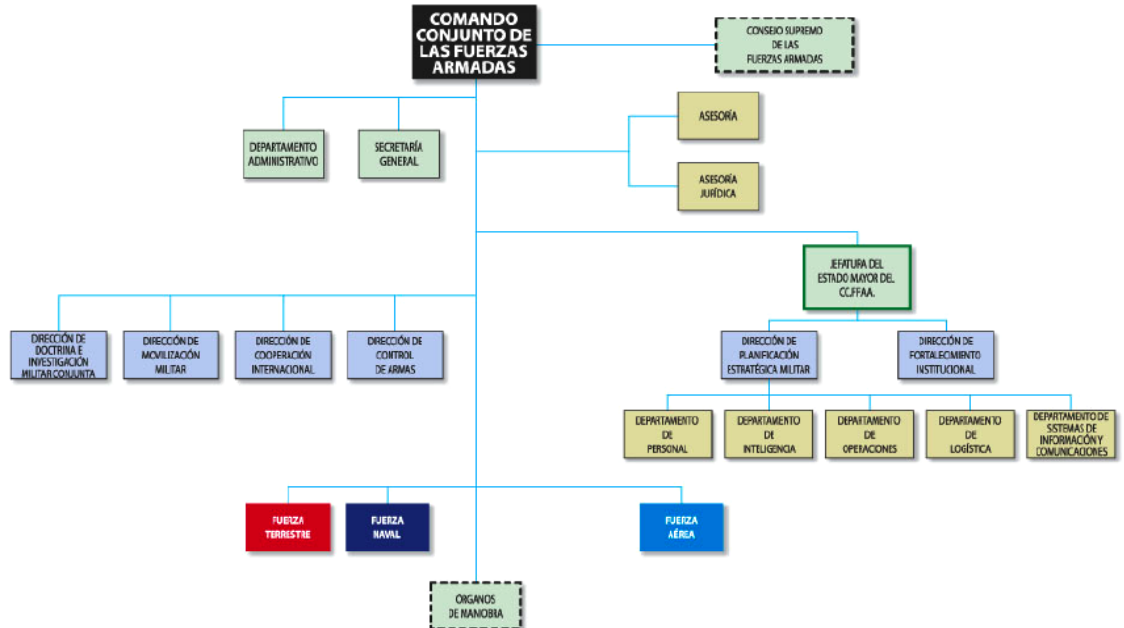 COMANDO
CONJUNTO DE
LAS FUERZAS
ARMADAS
CONSEJO SUPREMO
DE LAS
FUERZAS ARMADAS
DEPARTAMENTO
ADMINISTRATIVO
SECRETARÍA
GENERAL
ASESORÍA
ASESORÍA
JURÍDICA
JEFATURA DEL
ESTADO MAYOR DEL
CC.FF.AA.
DIRECCIÓN DE
DOCTRINA E
INVESTIGACIÓN
MILITAR CONJUNTA
DIRECCIÓN DE
MOVILIZACIÓN
MILITAR
DIRECCIÓN DE
COOPERACIÓN
INTERNACIONAL
DIRECCIÓN DE
CONTROL
DE ARMAS
DIRECCIÓN DE
PLANIFICACIÓN
ESTRATÉGICA MILITAR
DIRECCIÓN DE
FORTALECIMIENTO
INSTITUCIONAL
DEPARTAMENTO
DE
PERSONAL
DEPARTAMENTO
DE
INTELIGENCIA
DEPARTAMENTO
DE
OPERACIONES
DEPARTAMENTO
DE
LOGÍSTICA
DEPARTAMENTO DE
SISTEMAS DE
INFORMACIÓN Y
COMUNICACIONES
FUERZA
TERRESTRE
FUERZA
NAVAL
FUERZA
AÉREA
ÓRGANOS
DE MANIOBRA